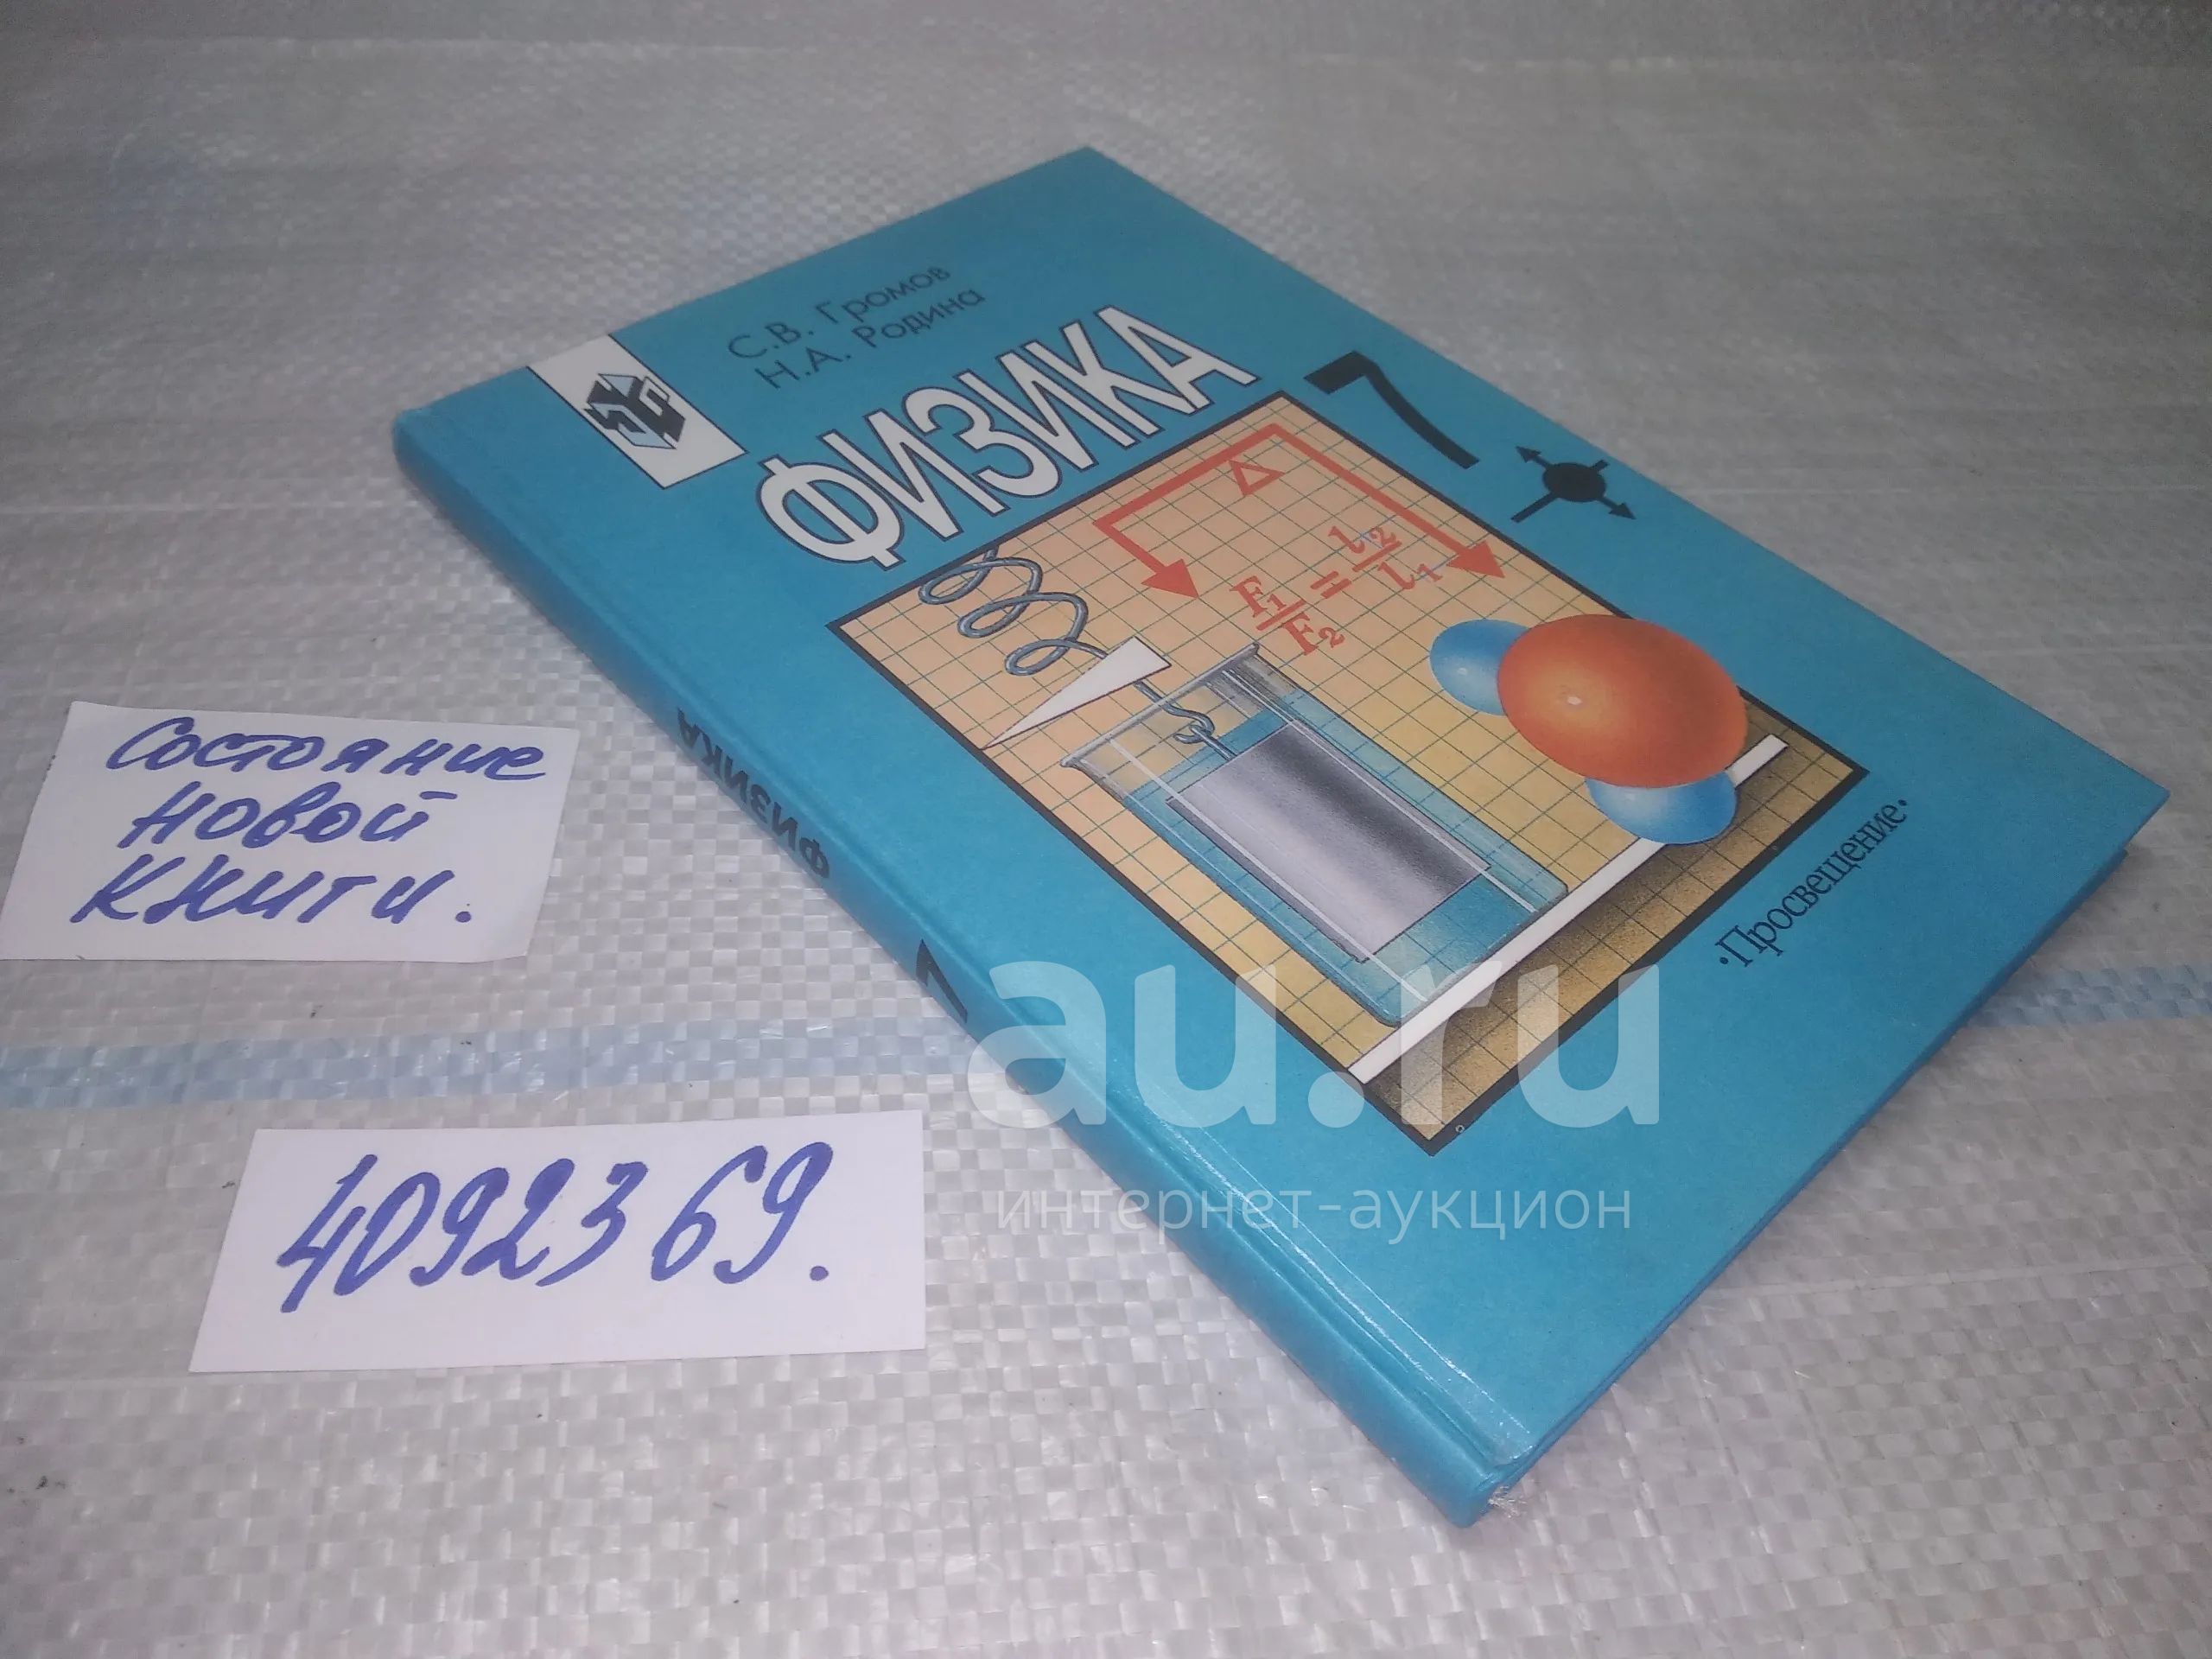 С.В. Громов
Н.А. Родина
ФИЗИКА
7
F₁/F₂ = l₂/l₁
•Просвещение•
ФИЗИКА
7
Состояние
новой
книги.
4092369.
au.ru
интернет-аукцион